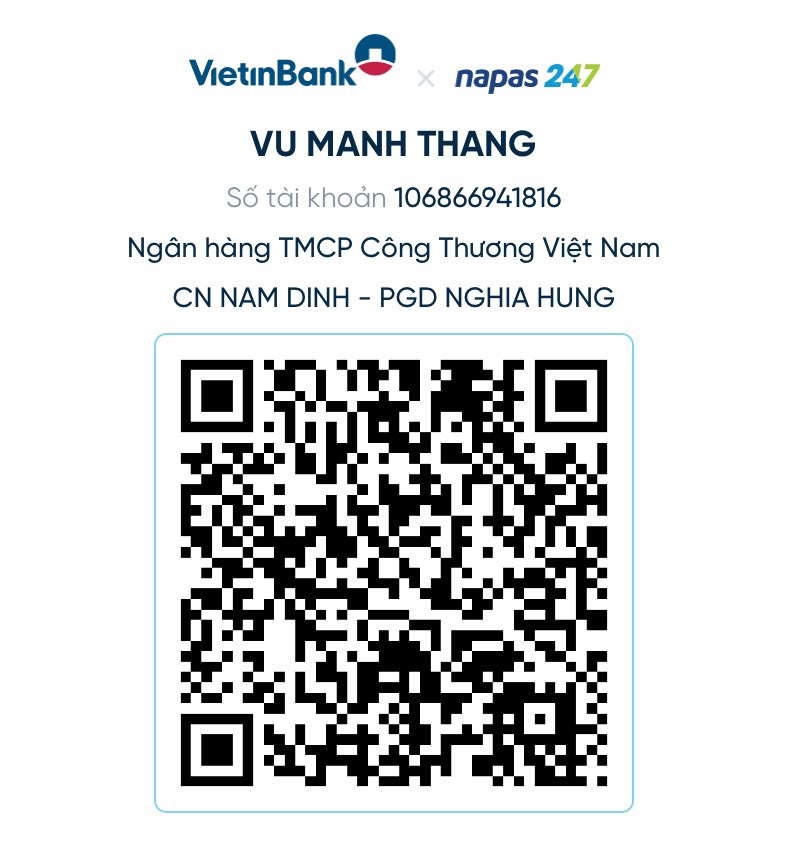 VietinBank × napas 247
VU MANH THANG
Số tài khoản 106866941816
Ngân hàng TMCP Công Thương Việt Nam
CN NAM DINH - PGD NGHIA HUNG